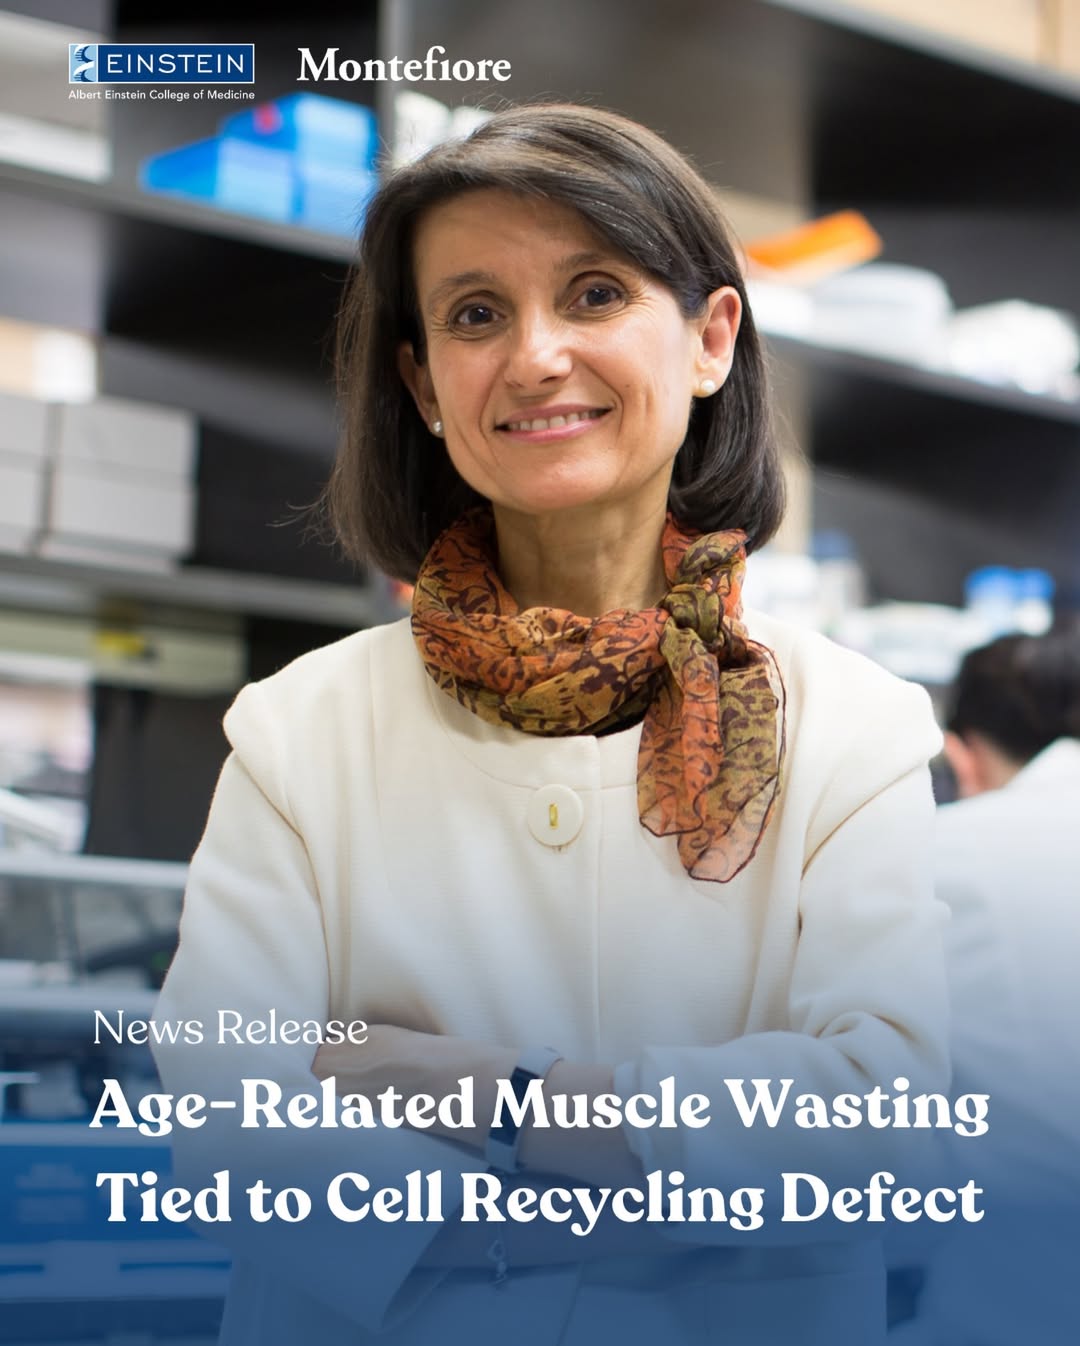 EINSTEIN
Albert Einstein College of Medicine
Montefiore
News Release
Age-Related Muscle Wasting
Tied to Cell Recycling Defect